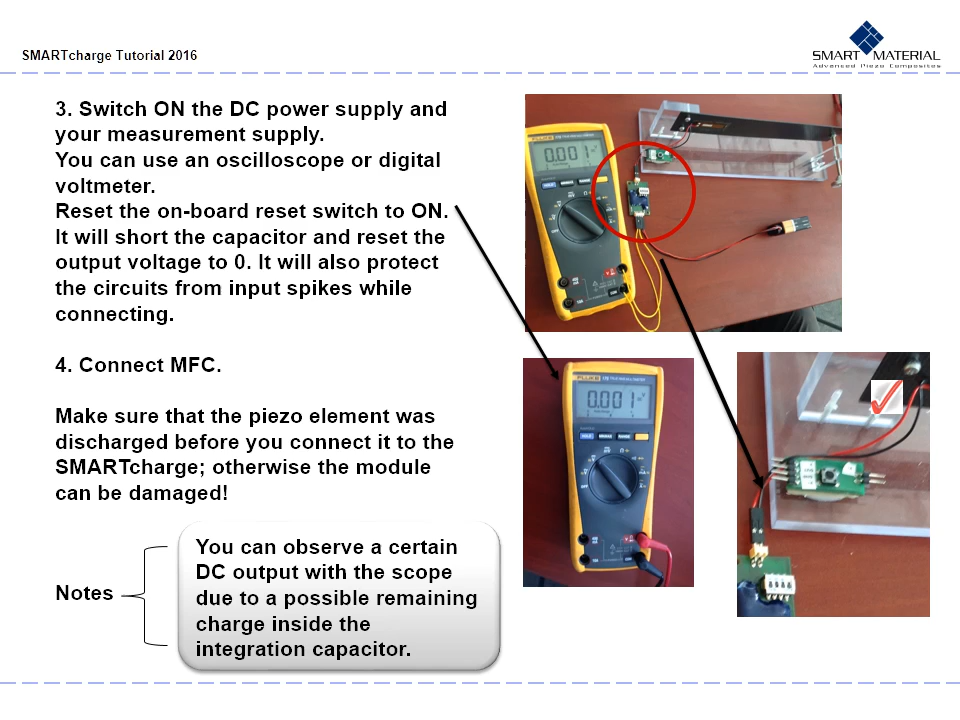 SMARTcharge Tutorial 2016
SMART MATERIAL
Advanced Piezo Composites
3. Switch ON the DC power supply and
your measurement supply.
You can use an oscilloscope or digital
voltmeter.
Reset the on-board reset switch to ON.
It will short the capacitor and reset the
output voltage to 0. It will also protect
the circuits from input spikes while
connecting.
4. Connect MFC.
Make sure that the piezo element was
discharged before you connect it to the
SMARTcharge; otherwise the module
can be damaged!
Notes
You can observe a certain
DC output with the scope
due to a possible remaining
charge inside the
integration capacitor.
FLUKE
0.001
FLUKE
0.001